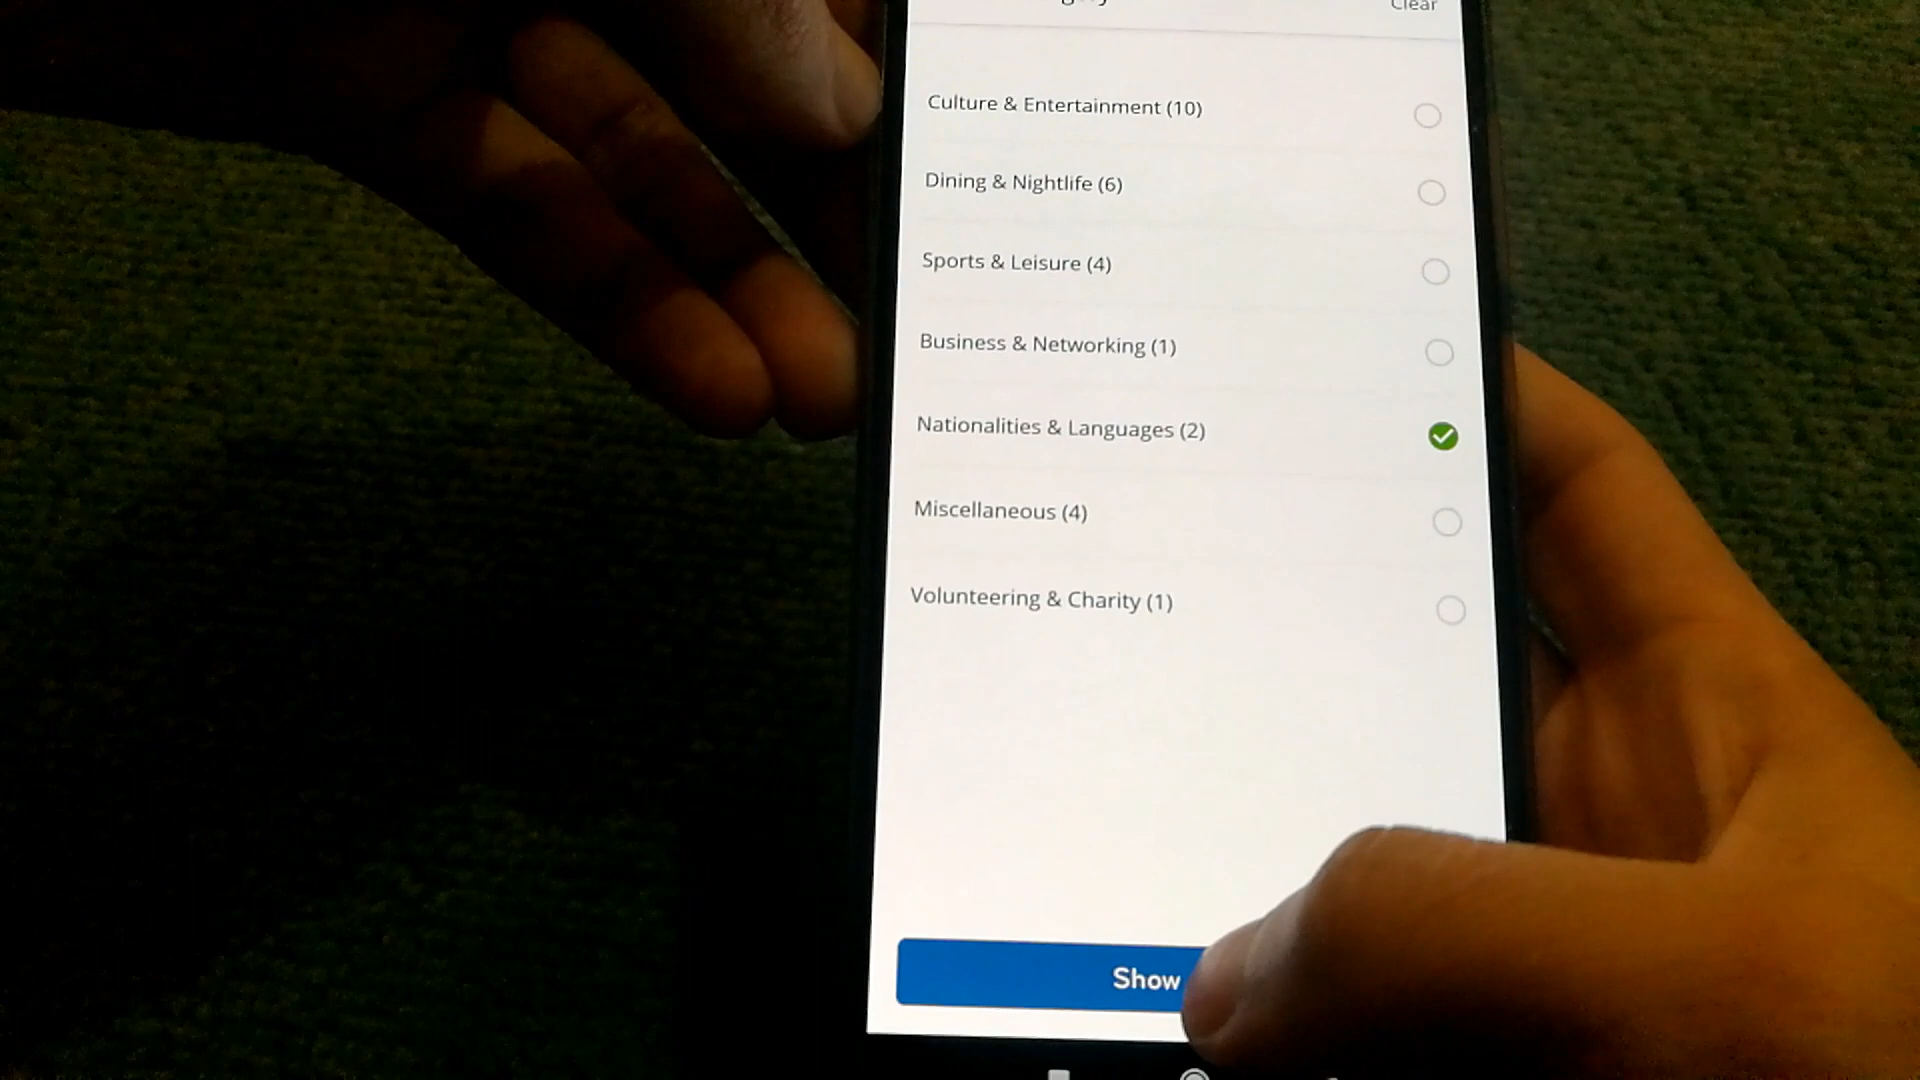 Clear
Culture & Entertainment (10)
Dining & Nightlife (6)
Sports & Leisure (4)
Business & Networking (1)
Nationalities & Languages (2)
Miscellaneous (4)
Volunteering & Charity (1)
Show